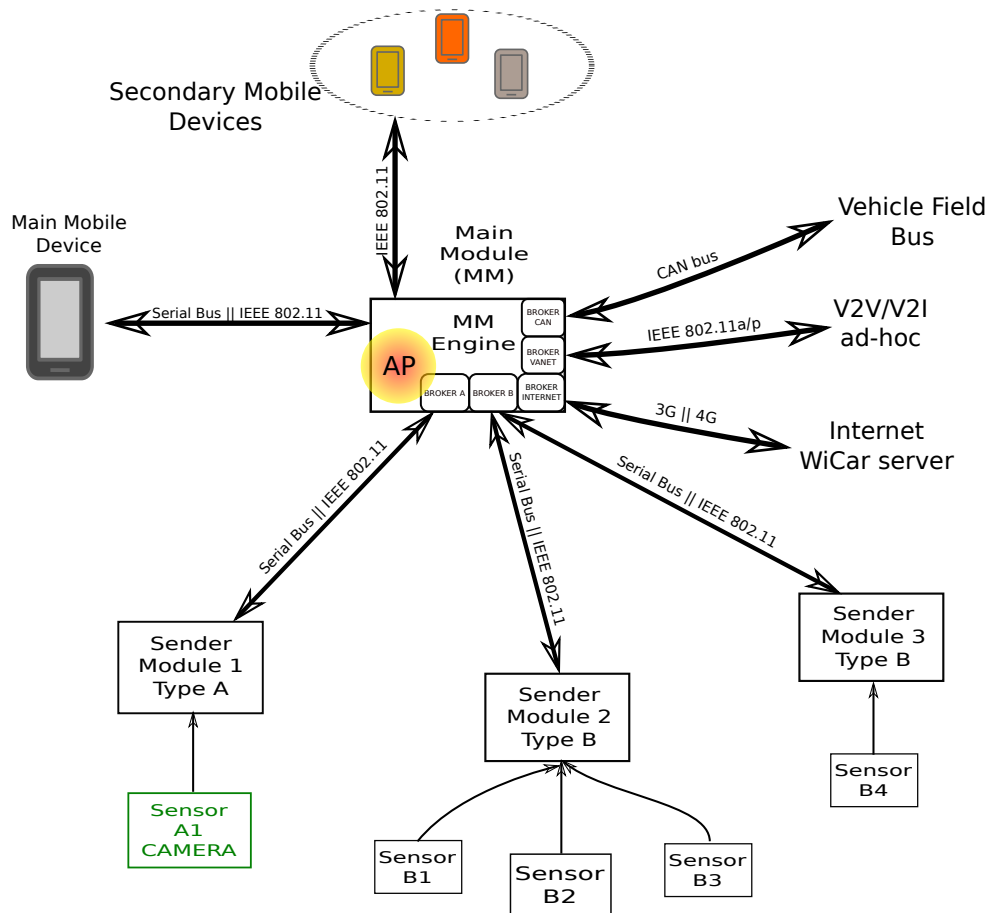 Secondary Mobile
Devices
IEEE 802.11
Main Mobile
Device
Serial Bus || IEEE 802.11
Main
Module
(MM)
MM
Engine
AP
BROKER
CAN
BROKER
VANET
BROKER
INTERNET
BROKER A
BROKER B
CAN bus
Vehicle Field
Bus
IEEE 802.11a/p
V2V/V2I
ad-hoc
3G || 4G
Internet
WiCar server
Serial Bus || IEEE 802.11
Serial Bus || IEEE 802.11
Serial Bus || IEEE 802.11
Sender
Module 1
Type A
Sender
Module 2
Type B
Sender
Module 3
Type B
Sensor
A1
CAMERA
Sensor
B1
Sensor
B2
Sensor
B3
Sensor
B4